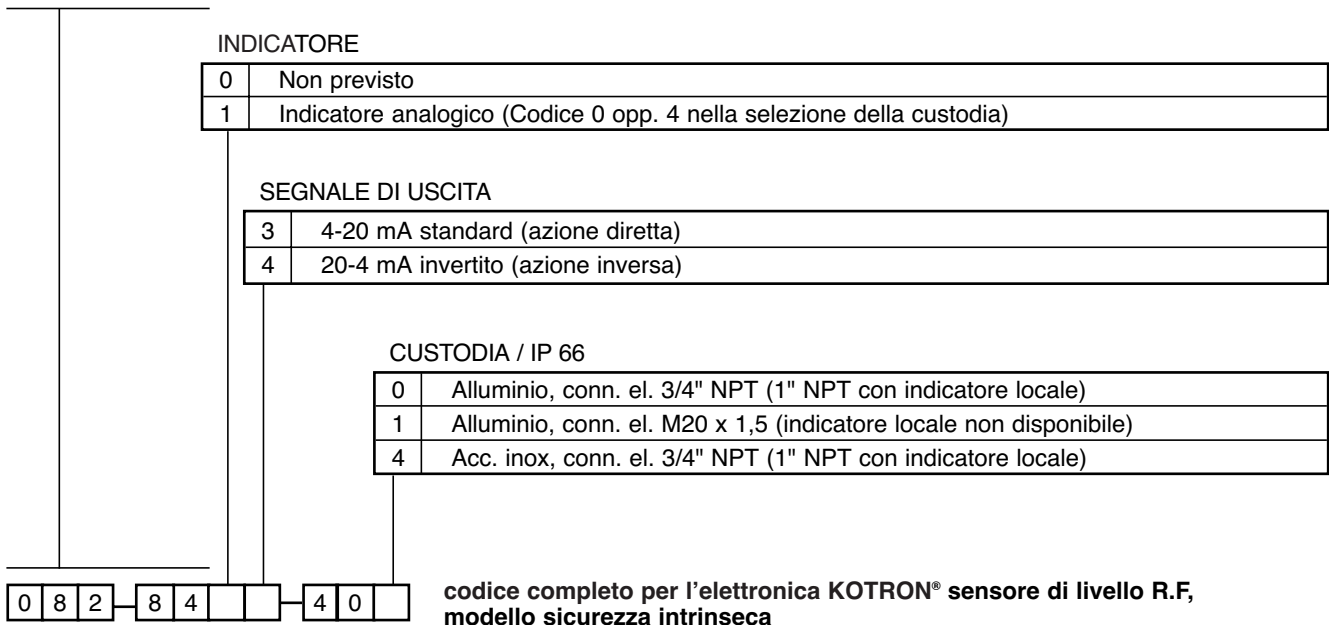 INDICATORE
0 Non previsto
1 Indicatore analogico (Codice 0 opp. 4 nella selezione della custodia)
SEGNALE DI USCITA
3 4-20 mA standard (azione diretta)
4 20-4 mA invertito (azione inversa)
CUSTODIA / IP 66
0 Alluminio, conn. el. 3/4" NPT (1" NPT con indicatore locale)
1 Alluminio, conn. el. M20 x 1,5 (indicatore locale non disponibile)
4 Acc. inox, conn. el. 3/4" NPT (1" NPT con indicatore locale)
0 8 2 – 8 4 – 4 0
codice completo per l'elettronica KOTRON® sensore di livello R.F,
modello sicurezza intrinseca